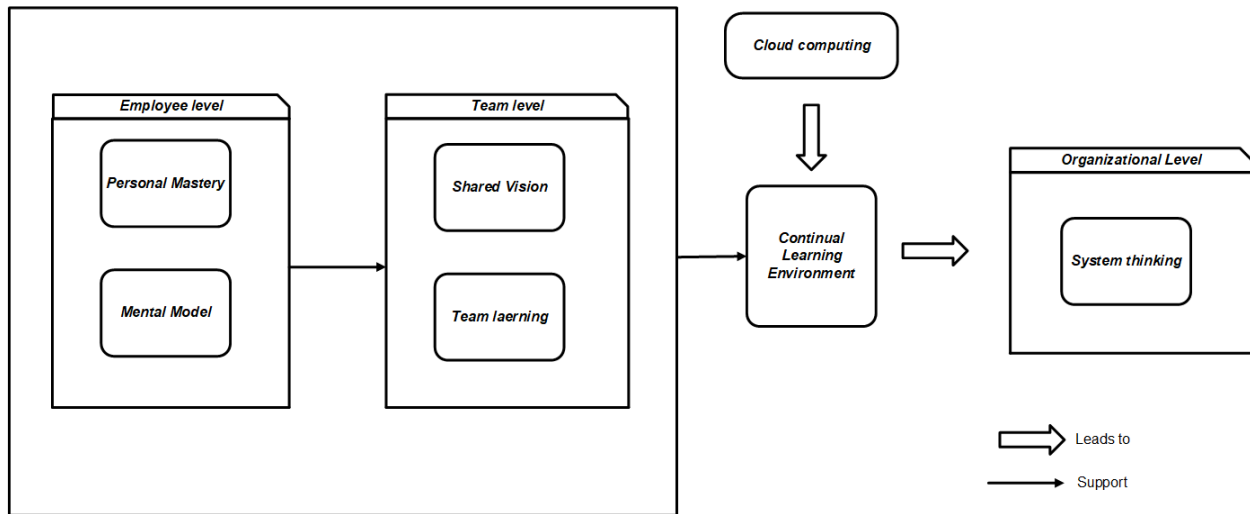 Cloud computing
Employee level
Team level
Personal Mastery
Shared Vision
Organizational Level
Continual
Learning
Environment
System thinking
Mental Model
Team laerning
Leads to
Support